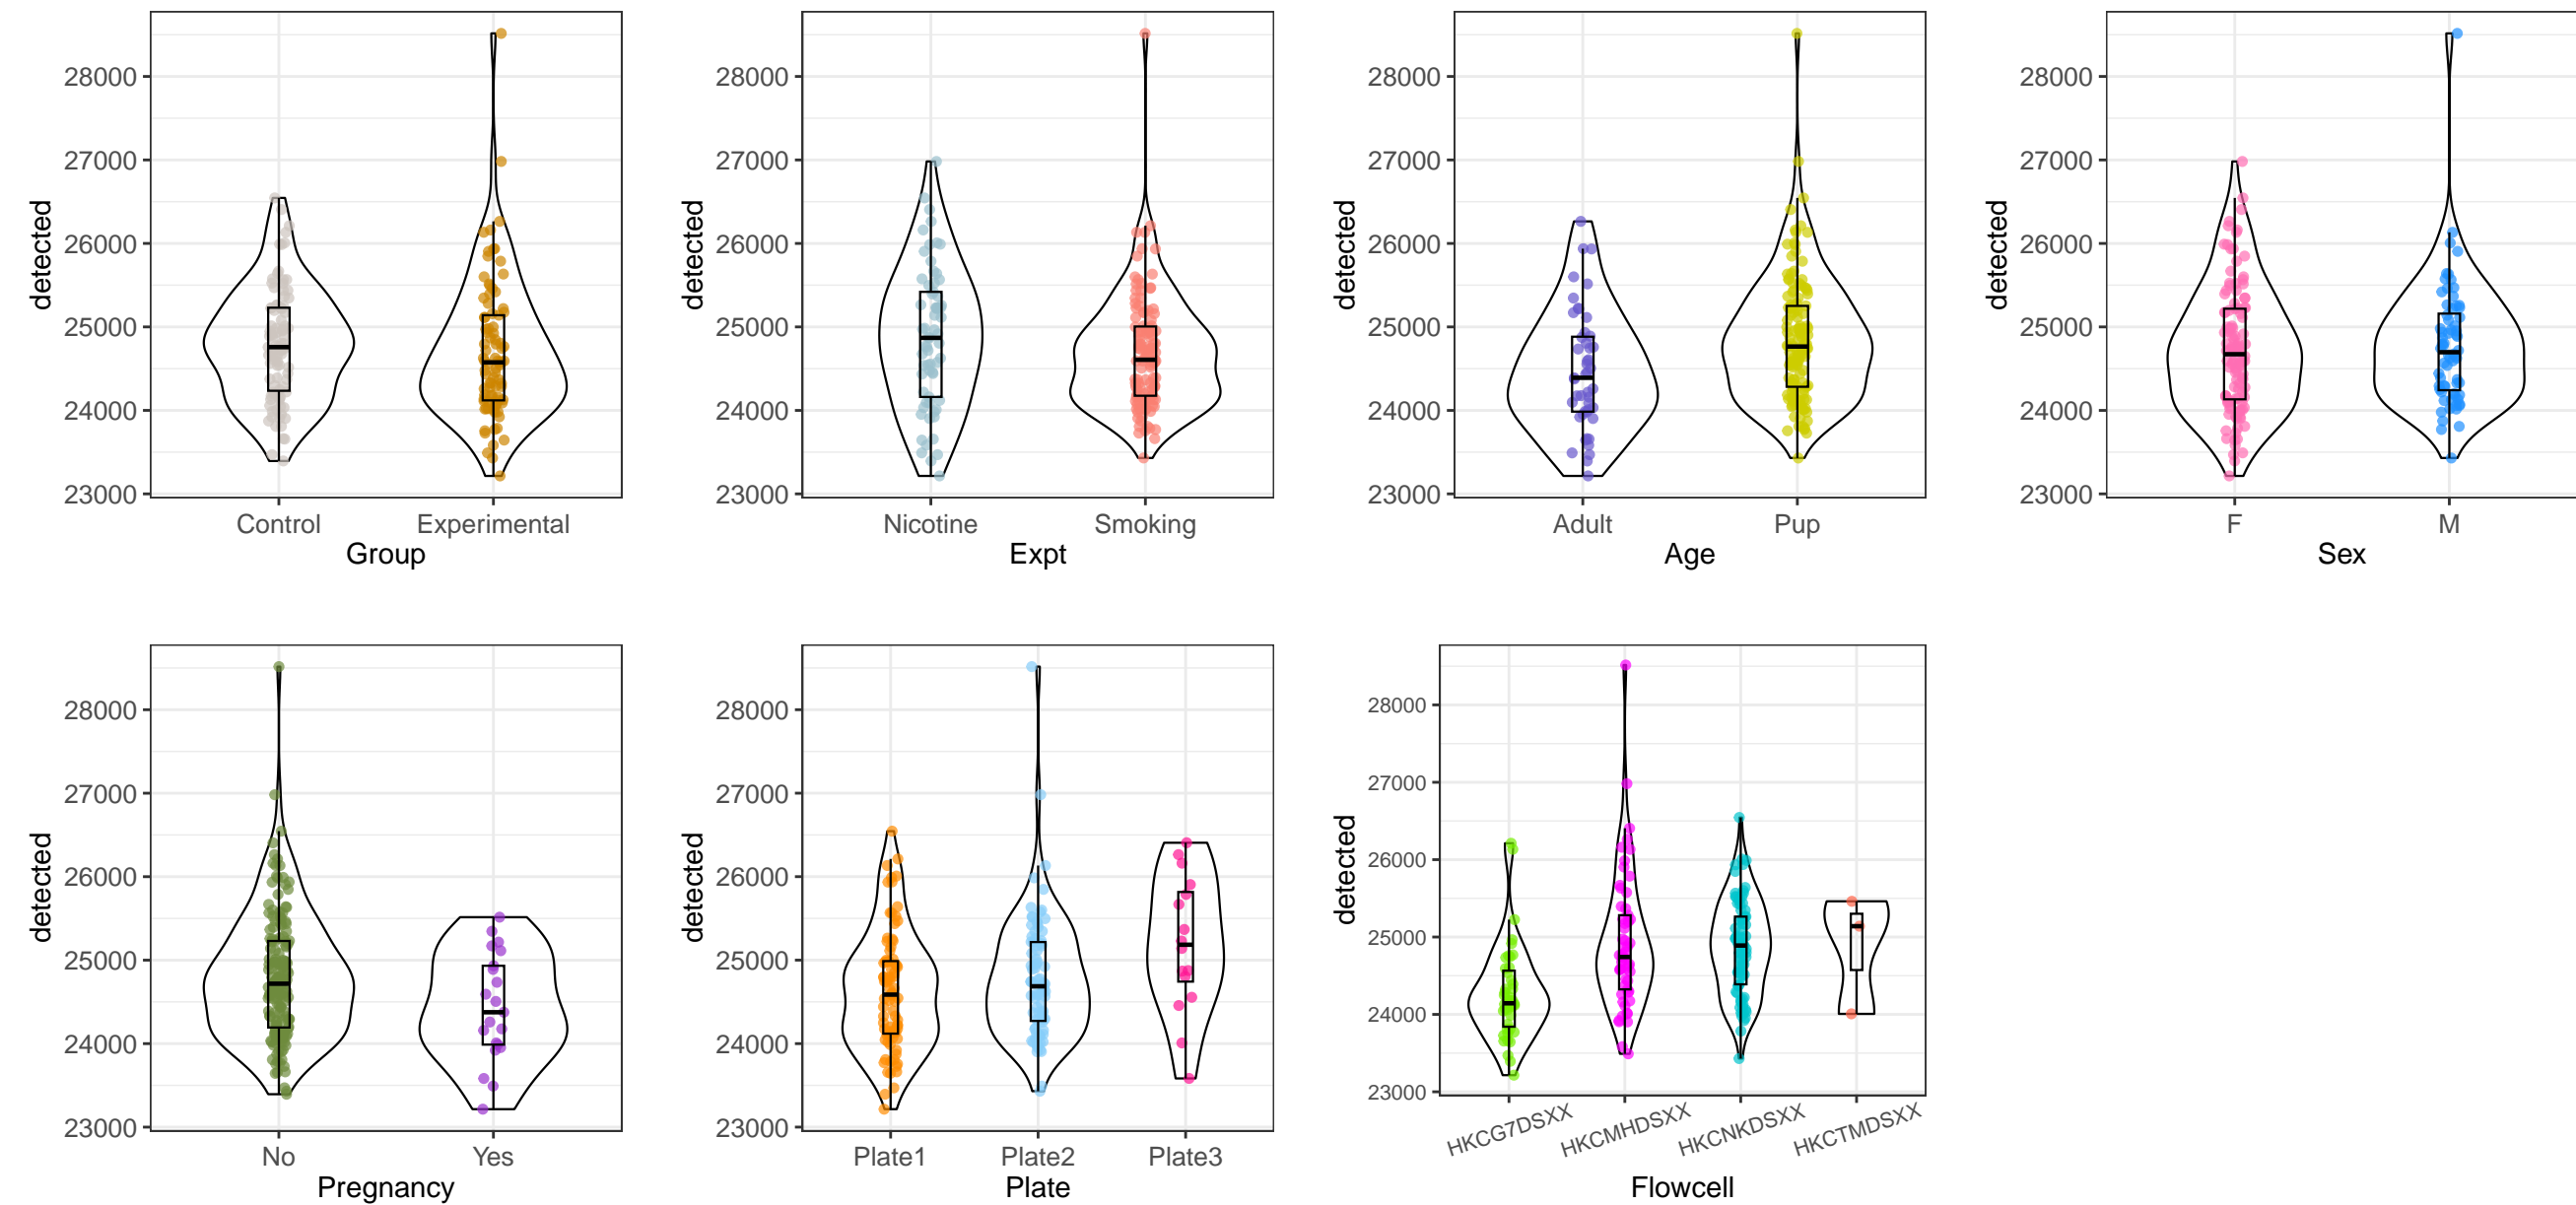 detected
28000
27000
26000
25000
24000
23000
Control Experimental
Group
detected
28000
27000
26000
25000
24000
23000
Nicotine Smoking
Expt
detected
28000
27000
26000
25000
24000
23000
Adult Pup
Age
detected
28000
27000
26000
25000
24000
23000
F M
Sex
detected
28000
27000
26000
25000
24000
23000
No Yes
Pregnancy
detected
28000
27000
26000
25000
24000
23000
Plate1 Plate2 Plate3
Plate
detected
28000
27000
26000
25000
24000
23000
HKCG7DSXX HKCMHDSXX HKCNKDSXX HKCTMDSXX
Flowcell